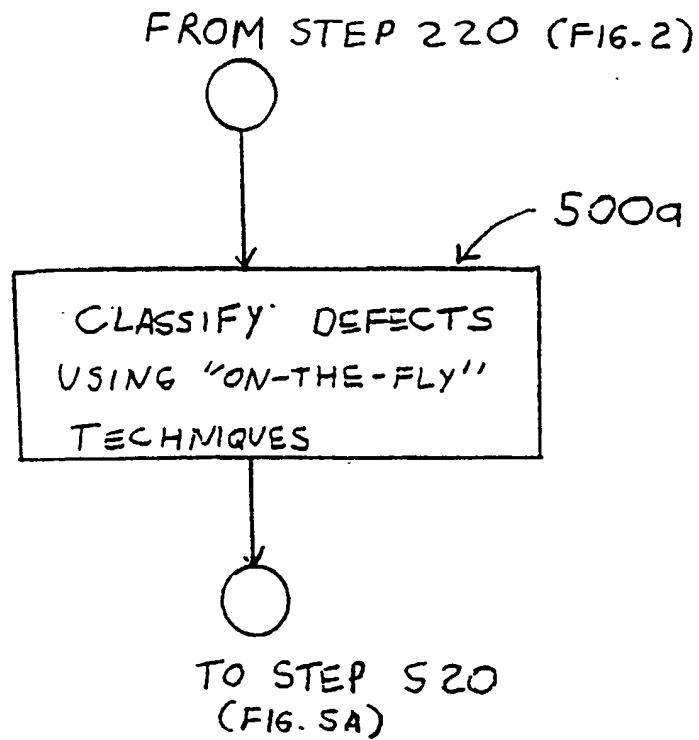 FROM STEP 220 (FIG. 2)
500a
CLASSIFY DEFECTS
USING "ON-THE-FLY"
TECHNIQUES
TO STEP 520
(FIG. 5A)